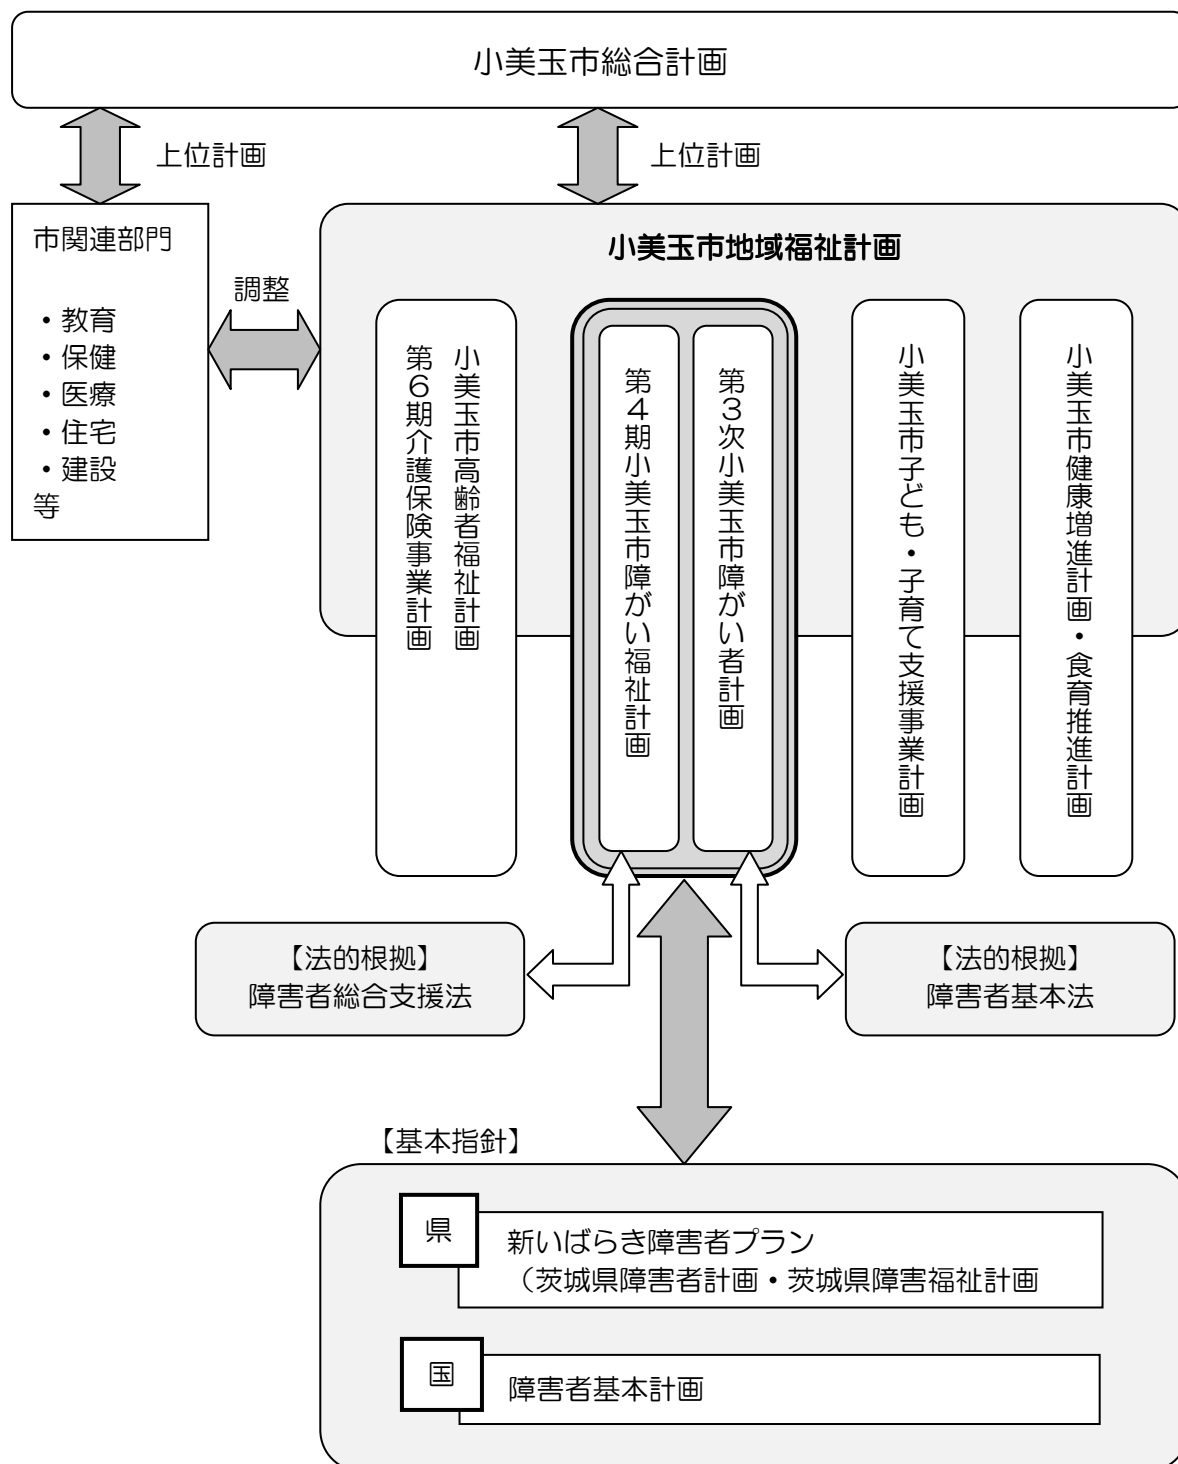 小美玉市総合計画
上位計画
上位計画
市関連部門
・教育
・保健
・医療
・住宅
・建設
等
調整
小美玉市地域福祉計画
小美玉市高齢者福祉計画
第6期介護保険事業計画
第4期小美玉市障がい福祉計画
第3次小美玉市障がい者計画
小美玉市子ども・子育て支援事業計画
小美玉市健康増進計画・食育推進計画
【法的根拠】
障害者総合支援法
【法的根拠】
障害者基本法
【基本指針】
県
新いばらき障害者プラン
（茨城県障害者計画・茨城県障害福祉計画
国
障害者基本計画